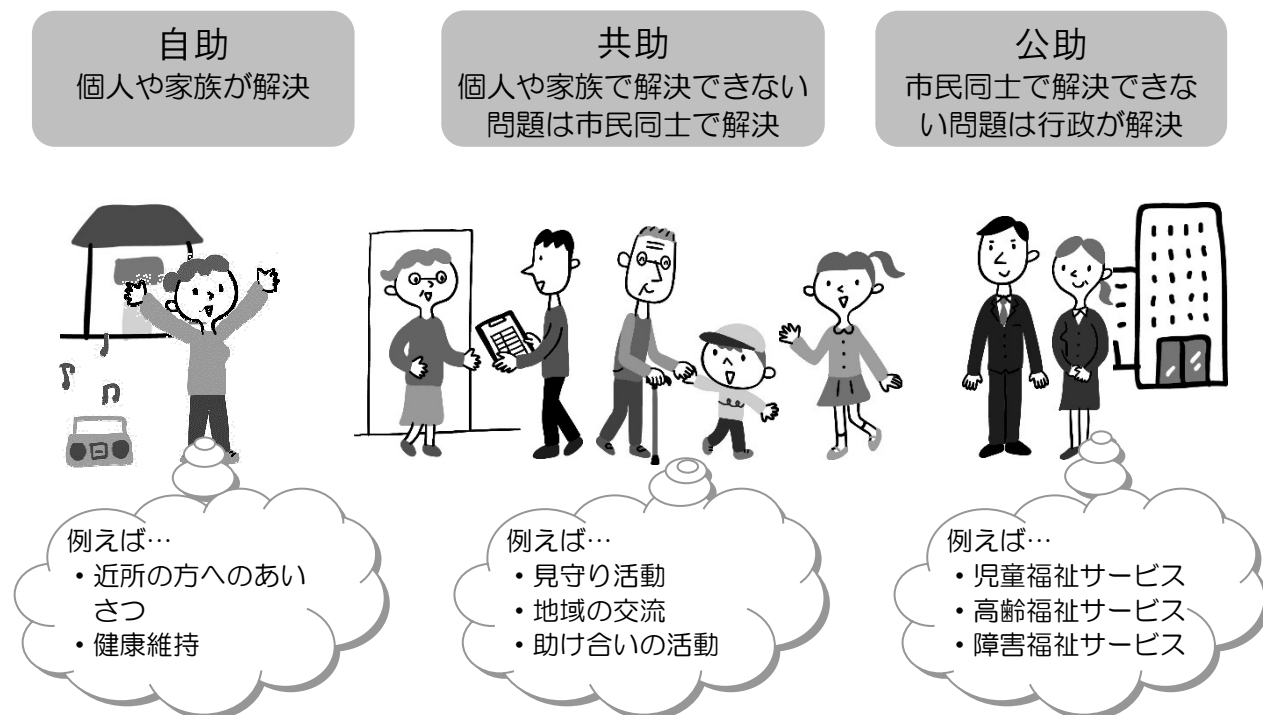 自助
個人や家族が解決
共助
個人や家族で解決できない
問題は市民同士で解決
公助
市民同士で解決できな
い問題は行政が解決
例えば…
・近所の方へのあい
さつ
・健康維持
例えば…
・見守り活動
・地域の交流
・助け合いの活動
例えば…
・児童福祉サービス
・高齢福祉サービス
・障害福祉サービス